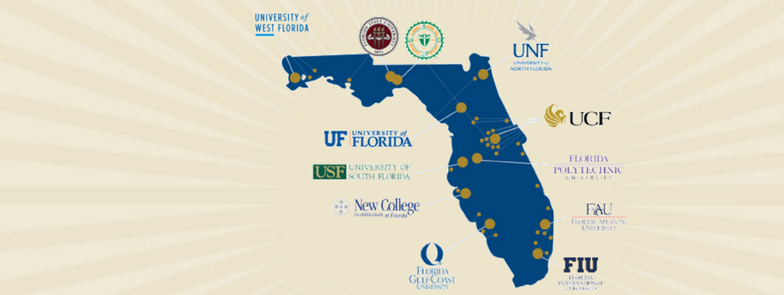 UNIVERSITY of
WEST FLORIDA
UNF
UNIVERSITY of
NORTH FLORIDA
UCF
UF UNIVERSITY of
FLORIDA
USF UNIVERSITY OF
SOUTH FLORIDA
FLORIDA
POLYTECHNIC
UNIVERSITY
New College
of Florida
FAU
FLORIDA ATLANTIC
UNIVERSITY
FLORIDA
GULF COAST
UNIVERSITY
FIU
FLORIDA
INTERNATIONAL
UNIVERSITY